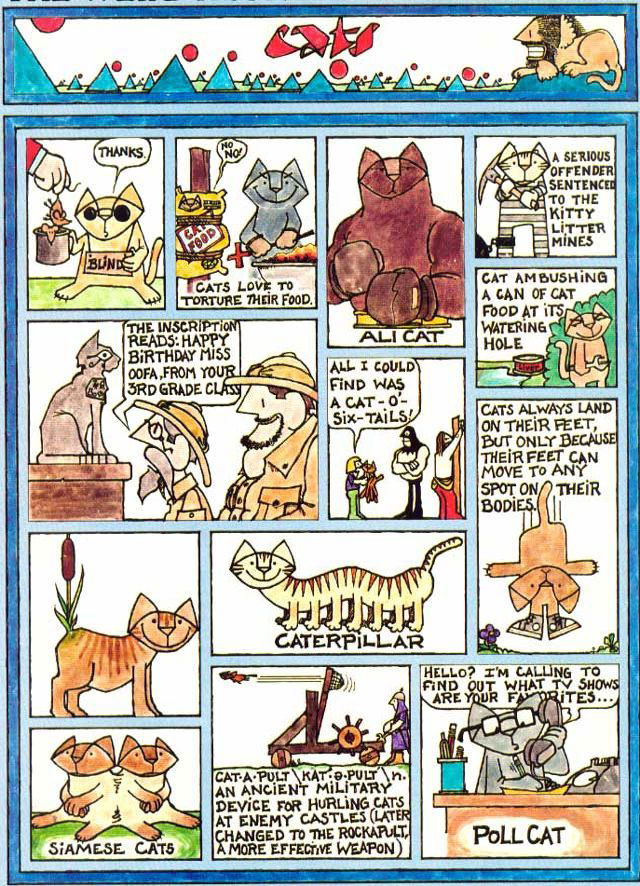 cats
THANKS.
BLIND
NO NO!
CAT
FOOD
CATS LOVE TO
TORTURE THEIR FOOD.
ALI CAT
A SERIOUS
OFFENDER
SENTENCED
TO THE
KITTY
LITTER
MINES
CAT AMBUSHING
A CAN OF CAT
FOOD AT ITS
WATERING
HOLE
THE INSCRIPTION
READS: HAPPY
BIRTHDAY MISS
OOFA, FROM YOUR
3RD GRADE CLASS
ALL I COULD
FIND WAS
A CAT-O'-
SIX-TAILS!
CATS ALWAYS LAND
ON THEIR FEET,
BUT ONLY BECAUSE
THEIR FEET CAN
MOVE TO ANY
SPOT ON THEIR
BODIES.
CATERPILLAR
SIAMESE CATS
CAT·A·PULT \KAT·ə·PULT\ n.
AN ANCIENT MILITARY
DEVICE FOR HURLING CATS
AT ENEMY CASTLES (LATER
CHANGED TO THE ROCKAPULT,
A MORE EFFECTIVE WEAPON)
HELLO? I'M CALLING TO
FIND OUT WHAT TV SHOWS
ARE YOUR FAVORITES...
POLL CAT